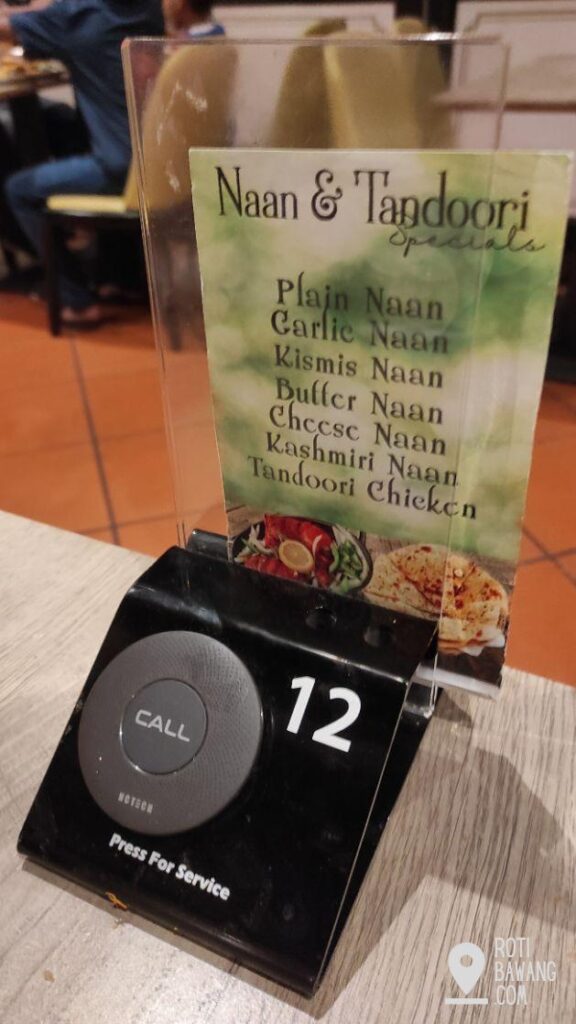 Naan & Tandoori
Specials
Plain Naan
Garlic Naan
Kismis Naan
Butter Naan
Cheese Naan
Kashmiri Naan
Tandoori Chicken
12
CALL
NCTECH
Press For Service
ROTI
BAWANG
.COM